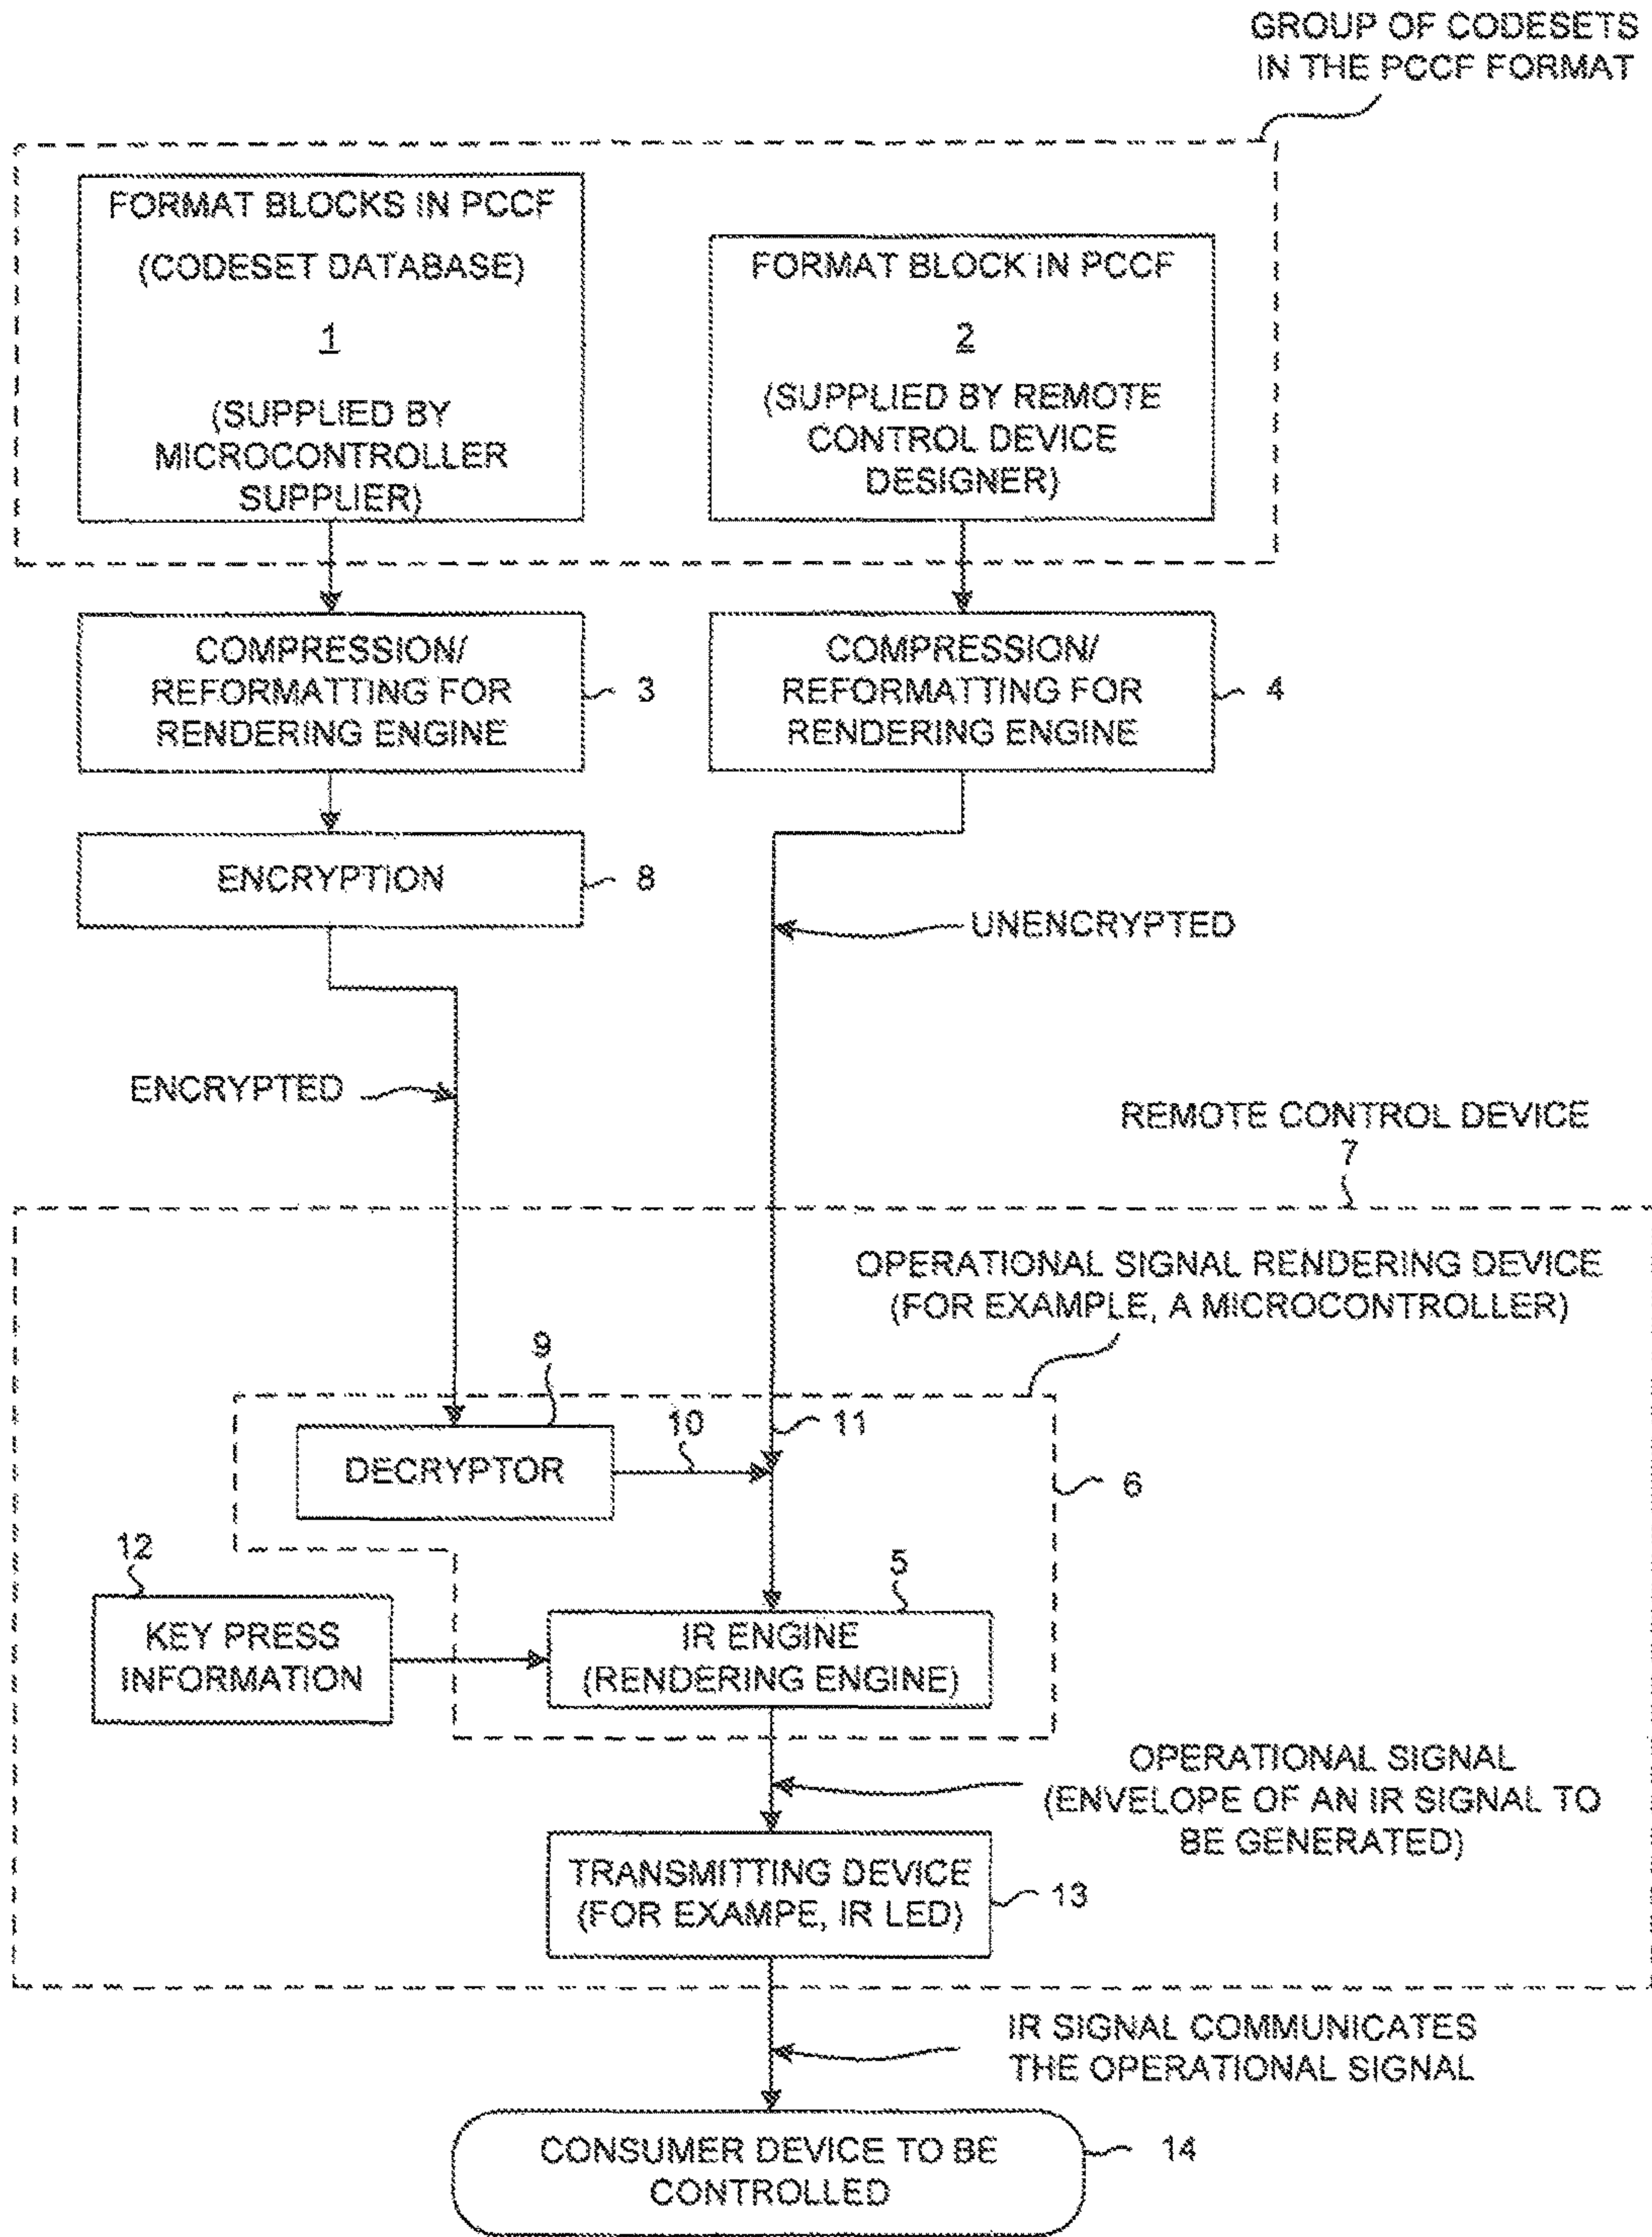 GROUP OF CODESETS
IN THE PCCF FORMAT
FORMAT BLOCKS IN PCCF
(CODESET DATABASE)
1
(SUPPLIED BY
MICROCONTROLLER
SUPPLIER)
FORMAT BLOCK IN PCCF
2
(SUPPLIED BY REMOTE
CONTROL DEVICE
DESIGNER)
COMPRESSION/
REFORMATTING FOR
RENDERING ENGINE
3
COMPRESSION/
REFORMATTING FOR
RENDERING ENGINE
4
ENCRYPTION
8
UNENCRYPTED
ENCRYPTED
REMOTE CONTROL DEVICE
7
OPERATIONAL SIGNAL RENDERING DEVICE
(FOR EXAMPLE, A MICROCONTROLLER)
9
10
11
DECRYPTOR
6
12
5
KEY PRESS
INFORMATION
IR ENGINE
(RENDERING ENGINE)
OPERATIONAL SIGNAL
(ENVELOPE OF AN IR SIGNAL TO
BE GENERATED)
TRANSMITTING DEVICE
(FOR EXAMPE, IR LED)
13
IR SIGNAL COMMUNICATES
THE OPERATIONAL SIGNAL
CONSUMER DEVICE TO BE
CONTROLLED
14